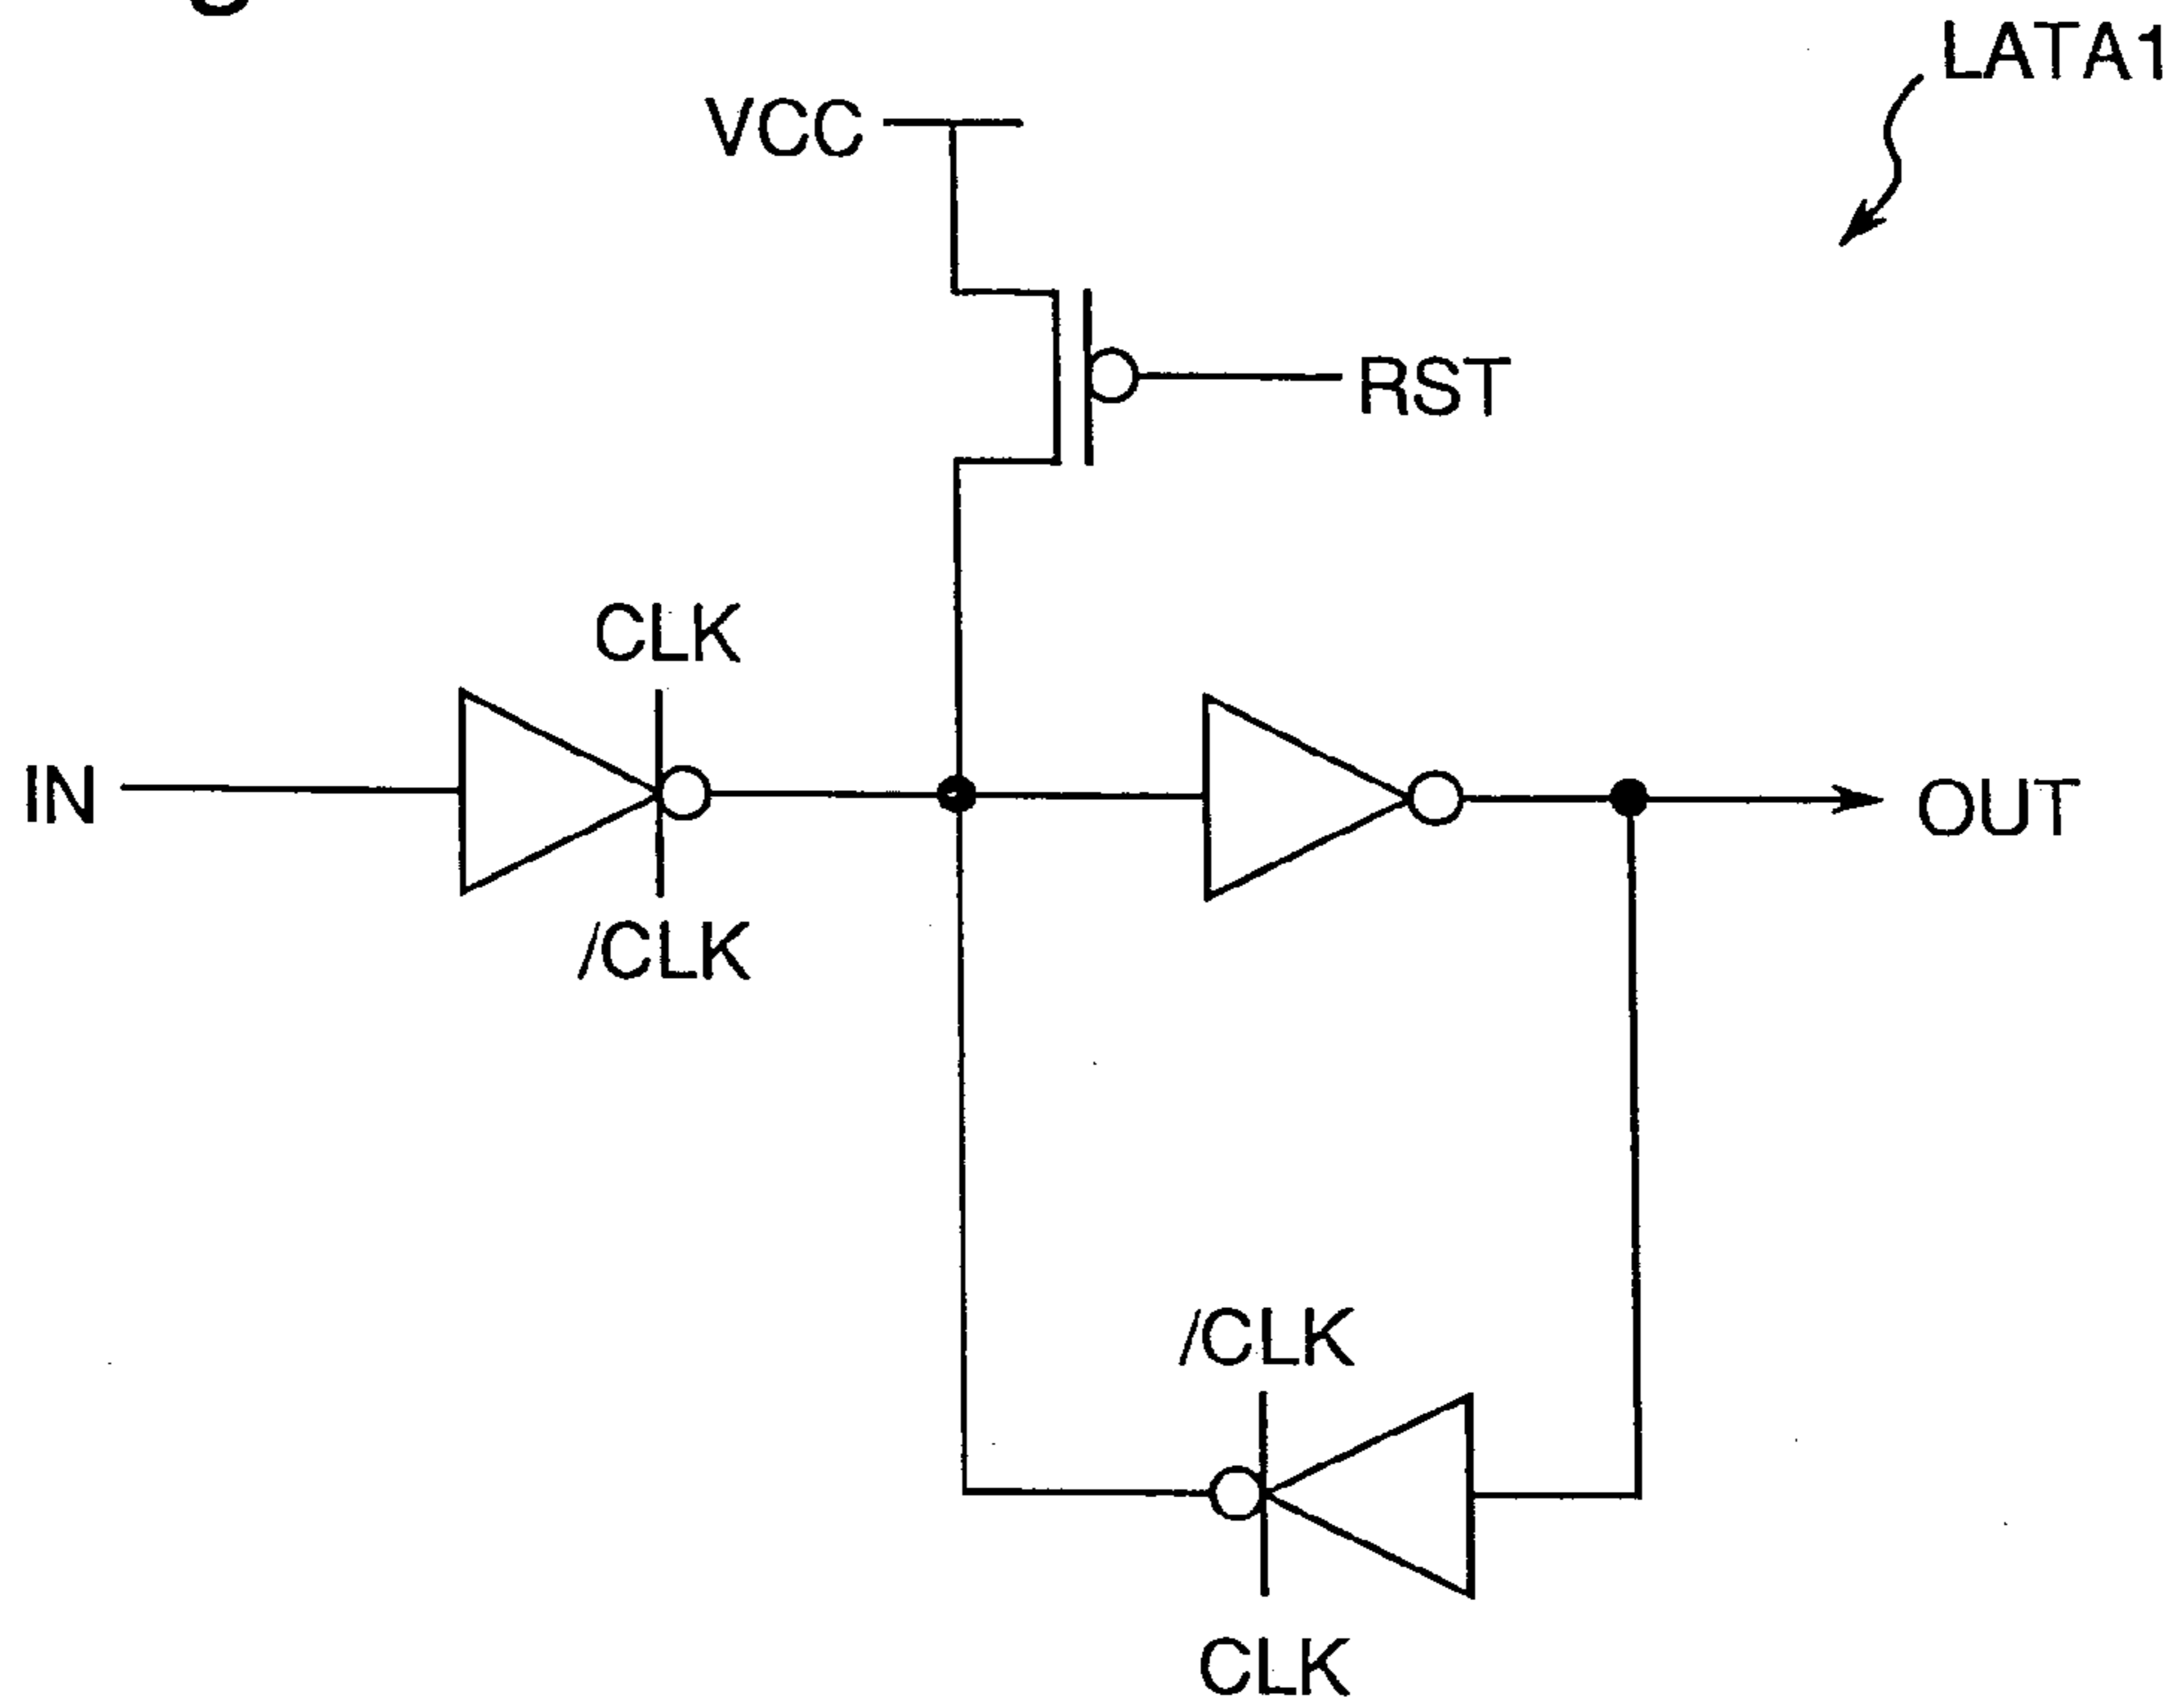 LATA1
VCC
RST
CLK
IN
OUT
/CLK
/CLK
CLK